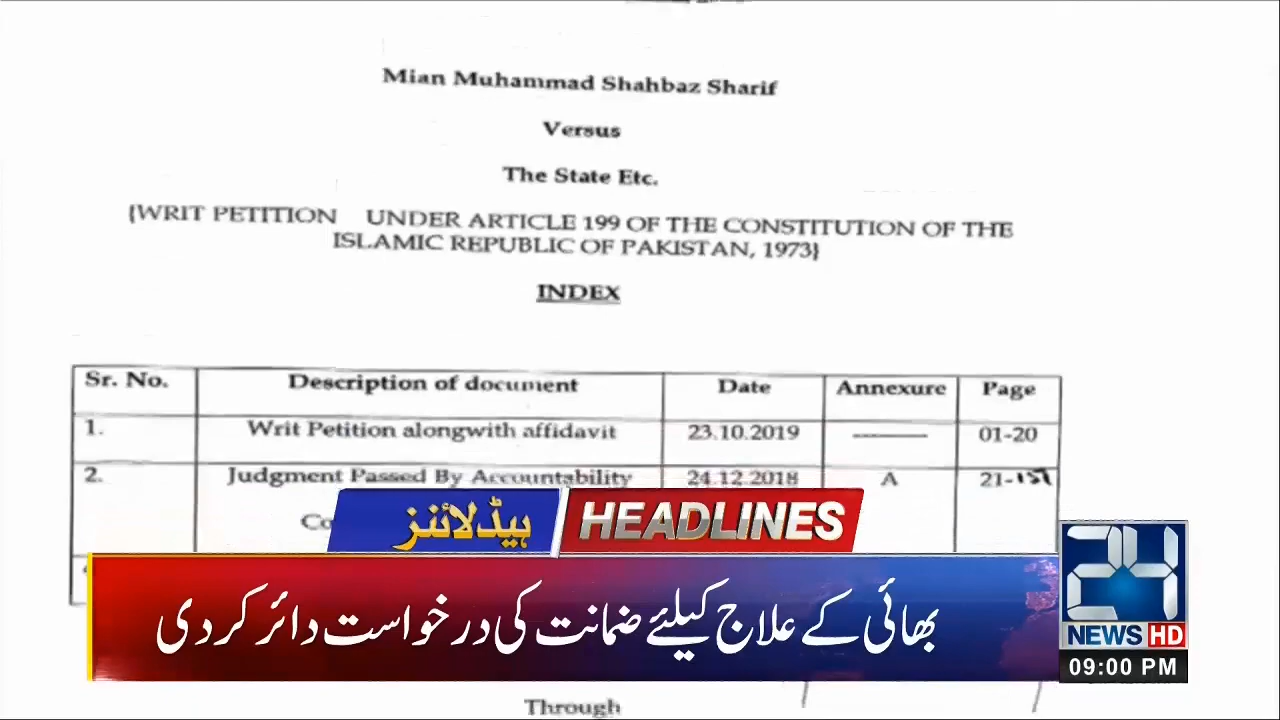 Mian Muhammad Shahbaz Sharif
Versus
The State Etc.
{WRIT PETITION UNDER ARTICLE 199 OF THE CONSTITUTION OF THE
ISLAMIC REPUBLIC OF PAKISTAN, 1973}
INDEX
Sr. No. Description of document Date Annexure Page
1. Writ Petition alongwith affidavit 23.10.2019 01-20
2. Judgment Passed By Accountability 24.12.2018 A 21-157
ہیڈلائنز HEADLINES
بھائی کے علاج کیلئے ضمانت کی درخواست دائر کردی
24
NEWS HD
09:00 PM
Through